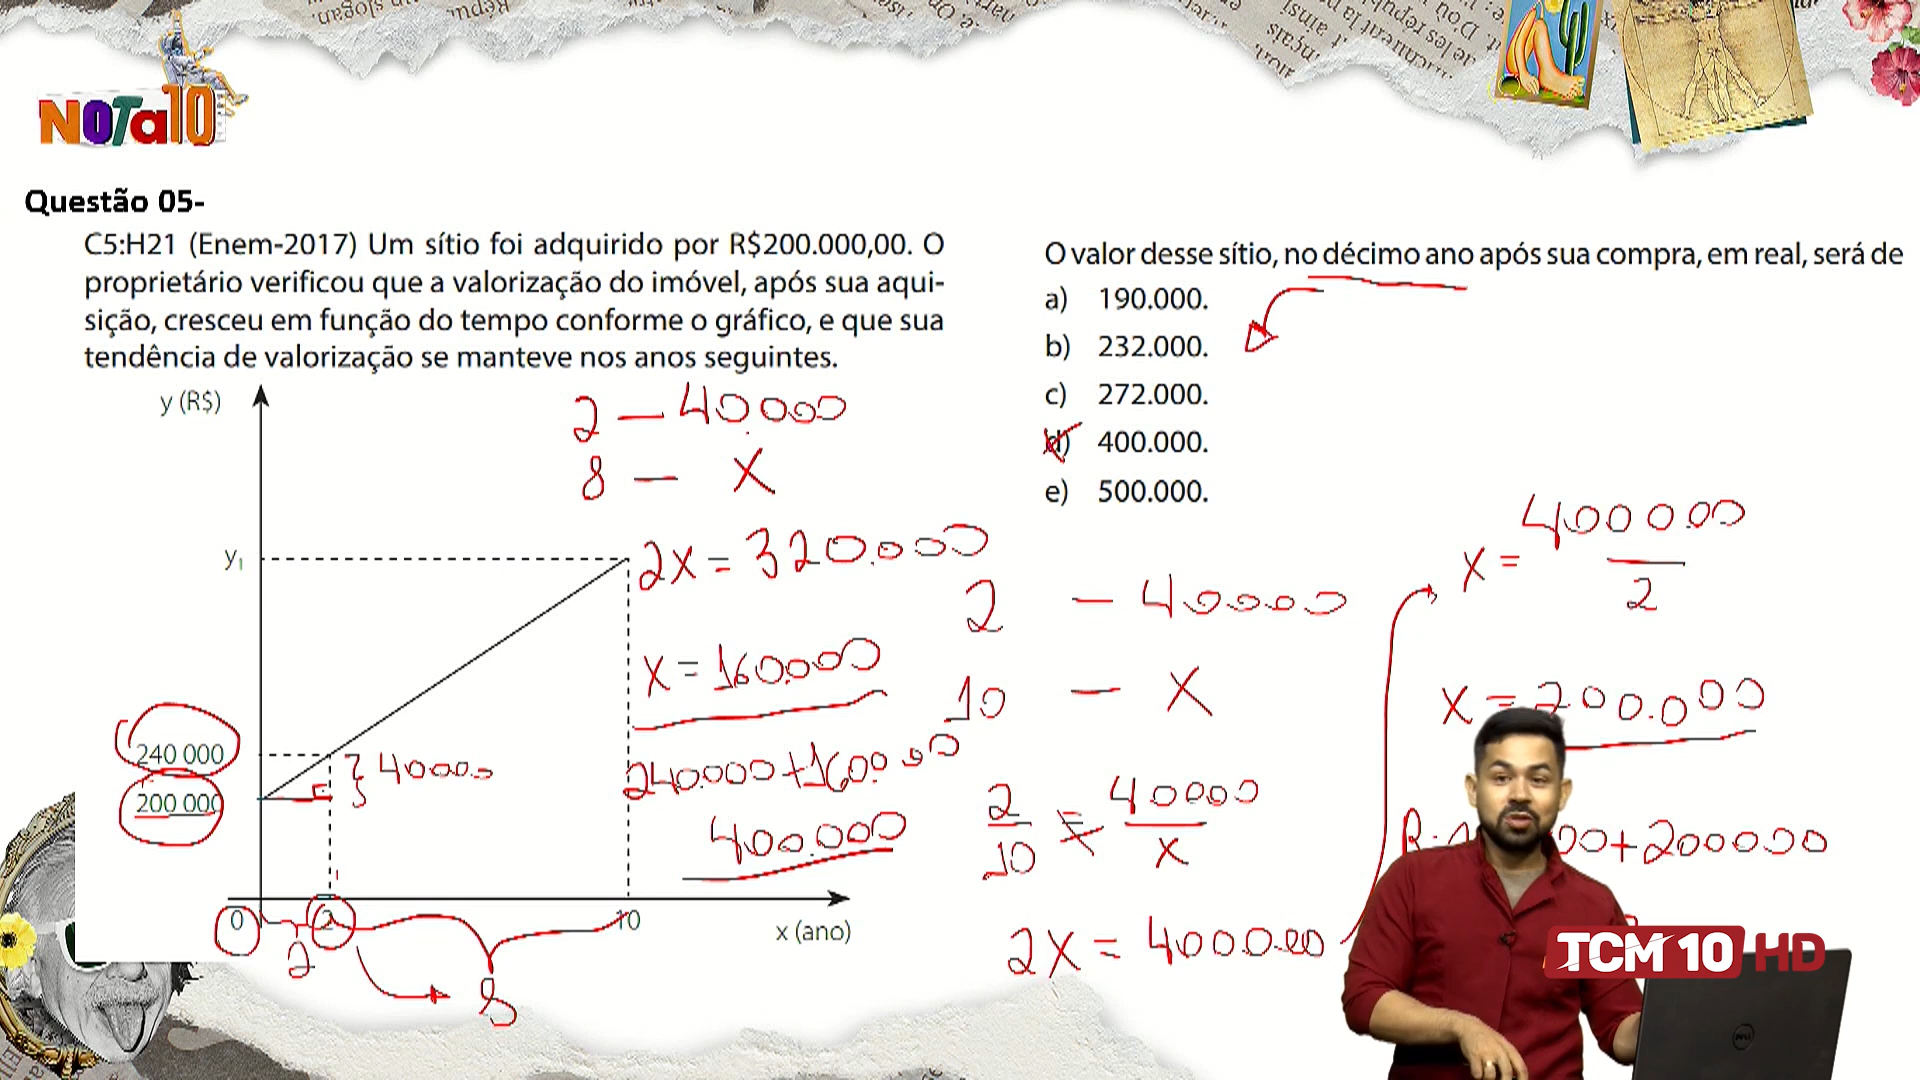 NOTa10
Questão 05-
C5:H21 (Enem-2017) Um sítio foi adquirido por R$200.000,00. O
proprietário verificou que a valorização do imóvel, após sua aqui-
sição, cresceu em função do tempo conforme o gráfico, e que sua
tendência de valorização se manteve nos anos seguintes.
y (R$)
y₁
240 000
200 000
0
2
10
x (ano)
2 — 40.000
8 — X
2x = 320.000
x = 160.000
240.000+160.000
400.000
} 40000
2
8
O valor desse sítio, no décimo ano após sua compra, em real, será de
a) 190.000.
b) 232.000.
c) 272.000.
d) 400.000.
e) 500.000.
2 — 40000
10 — X
2/10 = 40000/x
2X = 400.000
x = 400000/2
x = 200.000
00+200000
TCM 10 HD
DELL